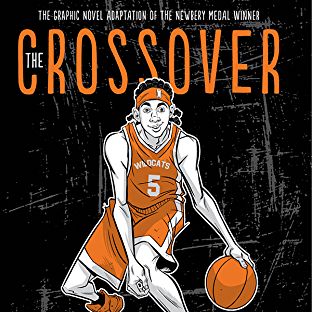 THE GRAPHIC NOVEL ADAPTATION OF THE NEWBERY MEDAL WINNER
THE
CROSSOVER
WILDCATS
5